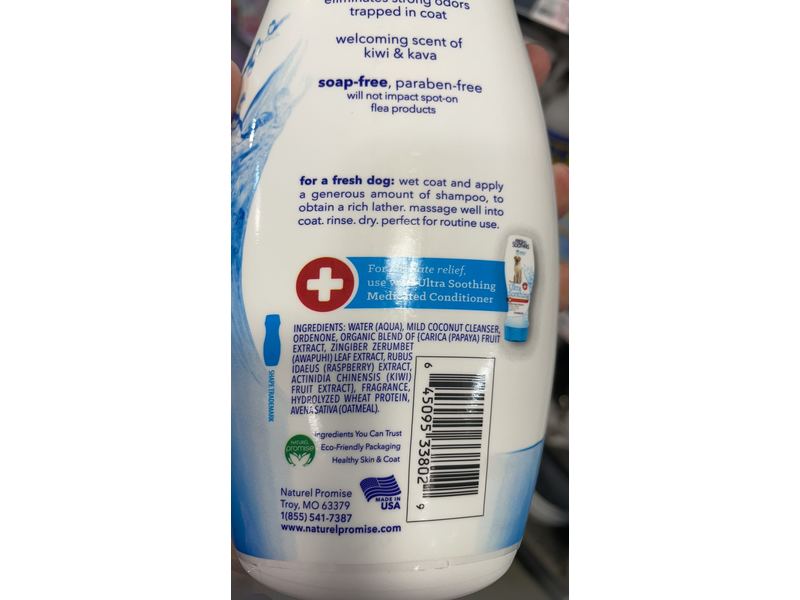 eliminates strong odors
trapped in coat
welcoming scent of
kiwi & kava
soap-free, paraben-free
will not impact spot-on
flea products
for a fresh dog: wet coat and apply
a generous amount of shampoo, to
obtain a rich lather. massage well into
coat. rinse. dry. perfect for routine use.
For relief,
use Ultra Soothing
Medicated Conditioner
INGREDIENTS: WATER (AQUA), MILD COCONUT CLEANSER,
ORDENONE, ORGANIC BLEND OF {CARICA (PAPAYA) FRUIT
EXTRACT, ZINGIBER ZERUMBET
(AWAPUHI) LEAF EXTRACT, RUBUS
IDAEUS (RASPBERRY) EXTRACT,
ACTINIDIA CHINENSIS (KIWI)
FRUIT EXTRACT}, FRAGRANCE,
HYDROLYZED WHEAT PROTEIN,
AVENA SATIVA (OATMEAL).
SHAPE TRADEMARK
6 45095 33802 9
NATUREL
promise
Ingredients You Can Trust
Eco-Friendly Packaging
Healthy Skin & Coat
Naturel Promise
Troy, MO 63379
1(855) 541-7387
www.naturelpromise.com
MADE IN
USA